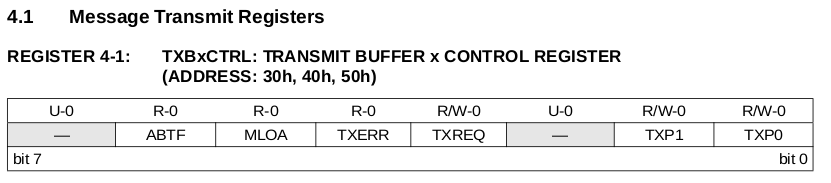 4.1 Message Transmit Registers
REGISTER 4-1: TXBxCTRL: TRANSMIT BUFFER x CONTROL REGISTER
(ADDRESS: 30h, 40h, 50h)
U-0 R-0 R-0 R-0 R/W-0 U-0 R/W-0 R/W-0
— ABTF MLOA TXERR TXREQ — TXP1 TXP0
bit 7 bit 0